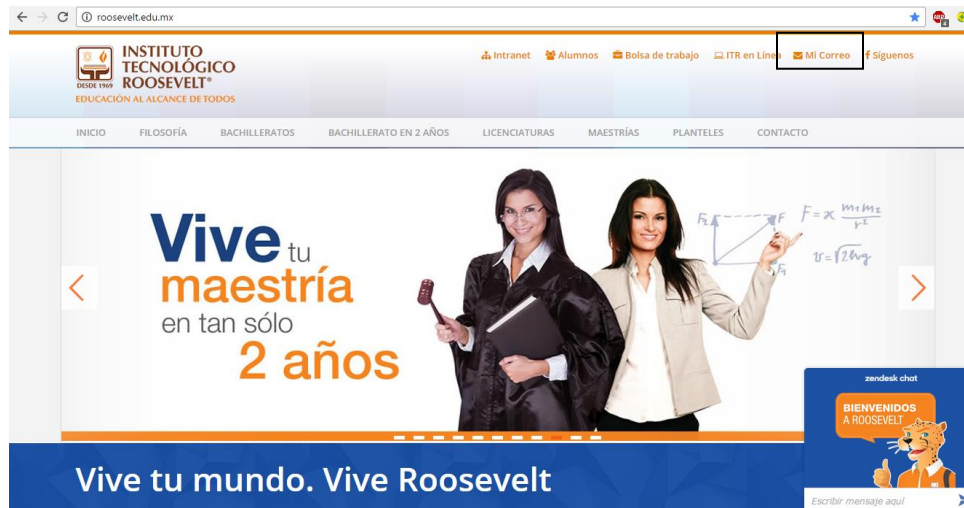 roosevelt.edu.mx
INSTITUTO
TECNOLÓGICO
DESDE 1969 ROOSEVELT®
EDUCACIÓN AL ALCANCE DE TODOS
Intranet Alumnos Bolsa de trabajo ITR en Línea Mi Correo Síguenos
INICIO FILOSOFÍA BACHILLERATOS BACHILLERATO EN 2 AÑOS LICENCIATURAS MAESTRÍAS PLANTELES CONTACTO
Vive tu
maestría
en tan sólo
2 años
zendesk chat
BIENVENIDOS
A ROOSEVELT
Vive tu mundo. Vive Roosevelt
Escribir mensaje aquí